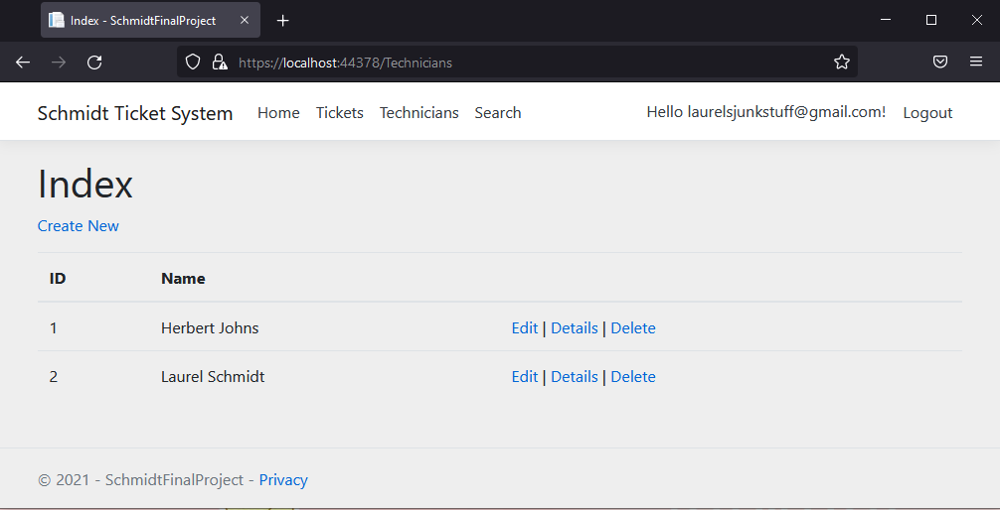 Index - SchmidtFinalProject
https://localhost:44378/Technicians
Schmidt Ticket System Home Tickets Technicians Search Hello laurelsjunkstuff@gmail.com! Logout
Index
Create New
ID Name
1 Herbert Johns Edit | Details | Delete
2 Laurel Schmidt Edit | Details | Delete
© 2021 - SchmidtFinalProject - Privacy